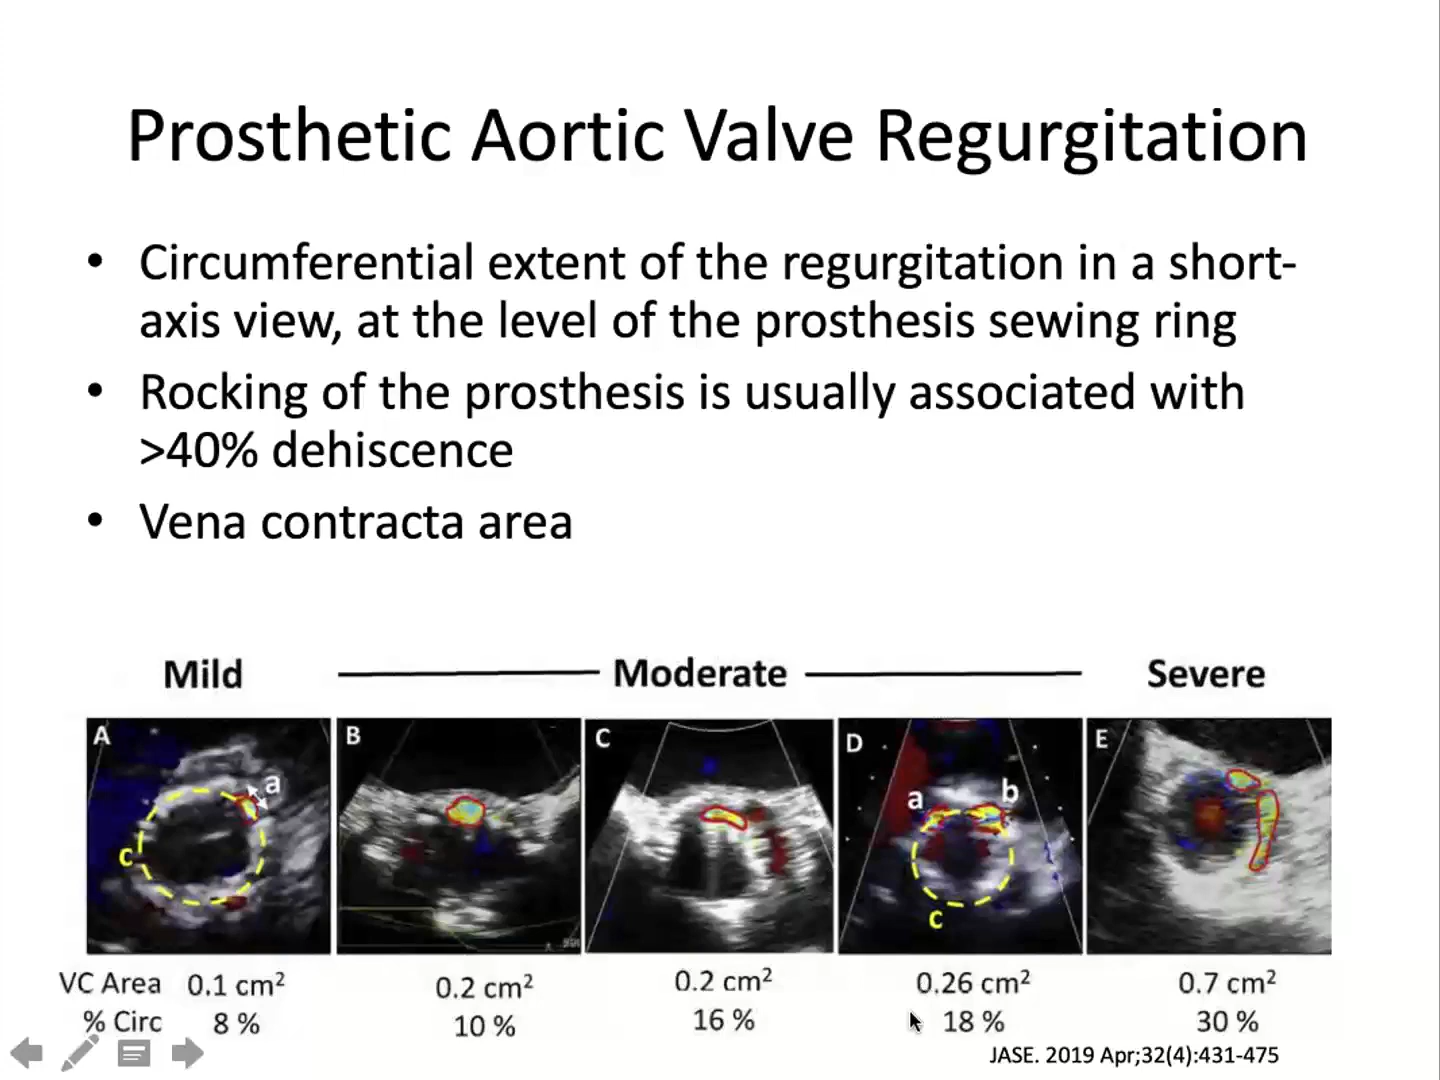 Prosthetic Aortic Valve Regurgitation
• Circumferential extent of the regurgitation in a short-
axis view, at the level of the prosthesis sewing ring
• Rocking of the prosthesis is usually associated with
>40% dehiscence
• Vena contracta area
Mild Moderate Severe
A a c
B
C
D a b c
E
VC Area 0.1 cm² 0.2 cm² 0.2 cm² 0.26 cm² 0.7 cm²
% Circ 8 % 10 % 16 % 18 % 30 %
JASE. 2019 Apr;32(4):431-475